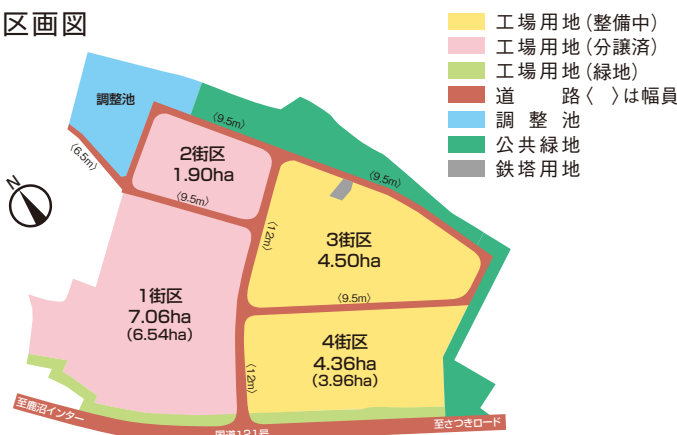 区画図
工場用地(整備中)
工場用地(分譲済)
工場用地(緑地)
道　　路〈　〉は幅員
調整池
公共緑地
鉄塔用地
調整池
〈9.5m〉
〈6.5m〉
2街区
1.90ha
〈9.5m〉
〈9.5m〉
N
〈12m〉
3街区
4.50ha
〈9.5m〉
1街区
7.06ha
(6.54ha)
4街区
4.36ha
(3.96ha)
〈12m〉
至鹿沼インター
国道121号
至さつきロード